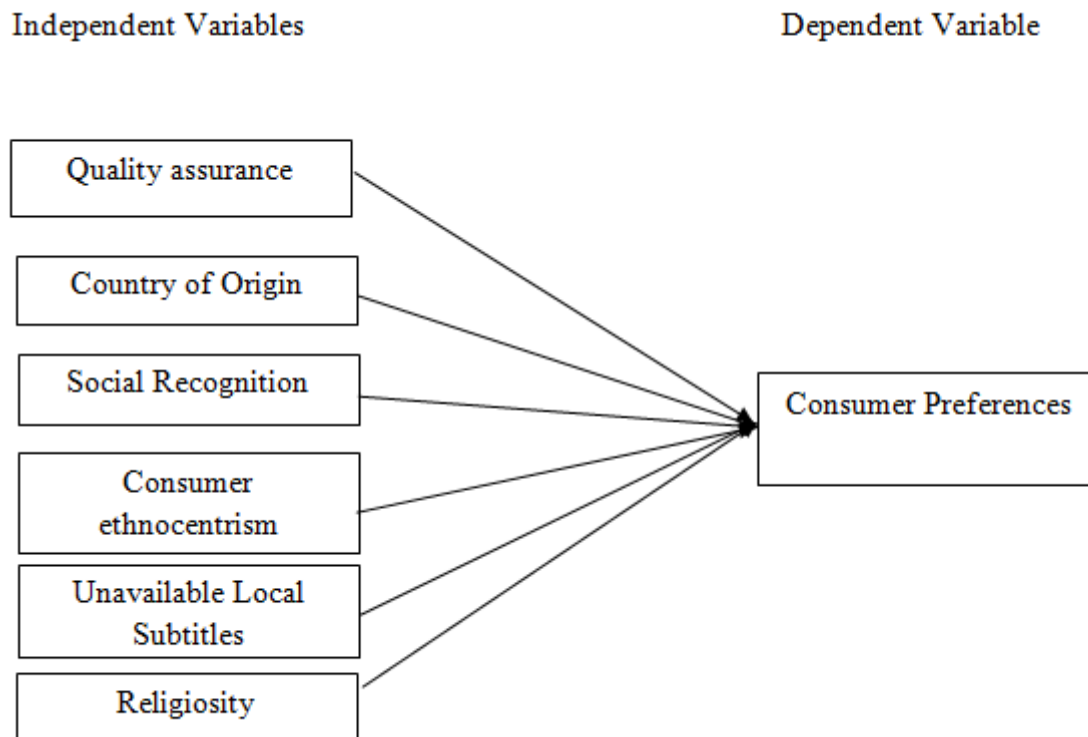 Independent Variables
Dependent Variable
Quality assurance
Country of Origin
Social Recognition
Consumer Preferences
Consumer
ethnocentrism
Unavailable Local
Subtitles
Religiosity